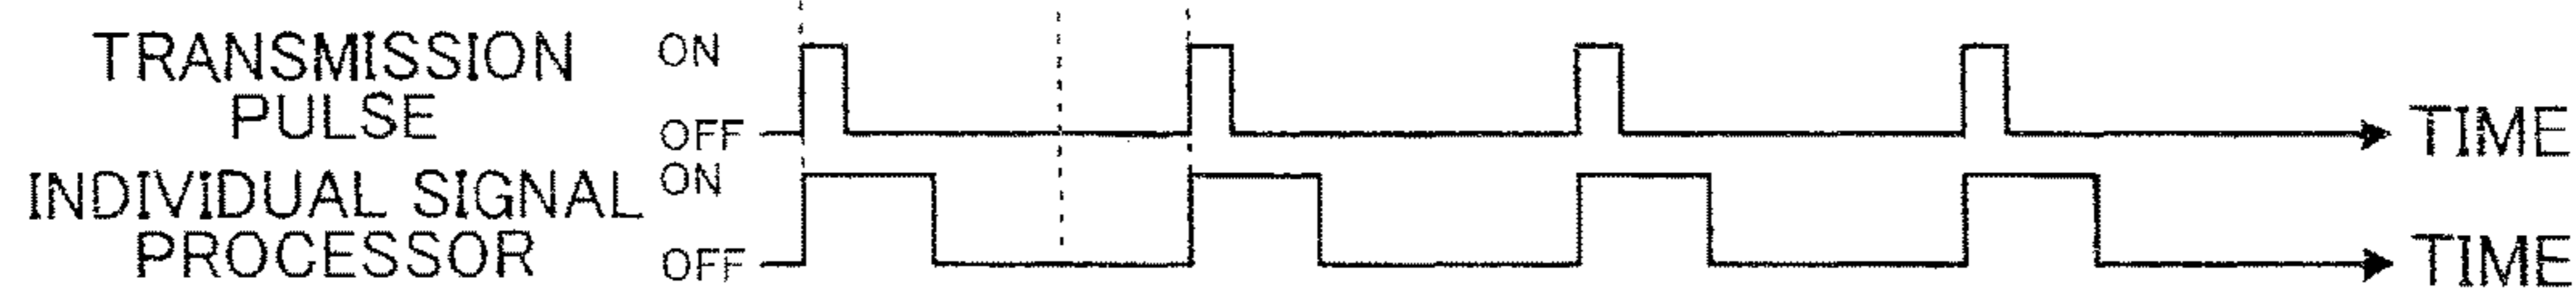 TRANSMISSION
PULSE
ON
OFF
TIME
INDIVIDUAL SIGNAL
PROCESSOR
ON
OFF
TIME